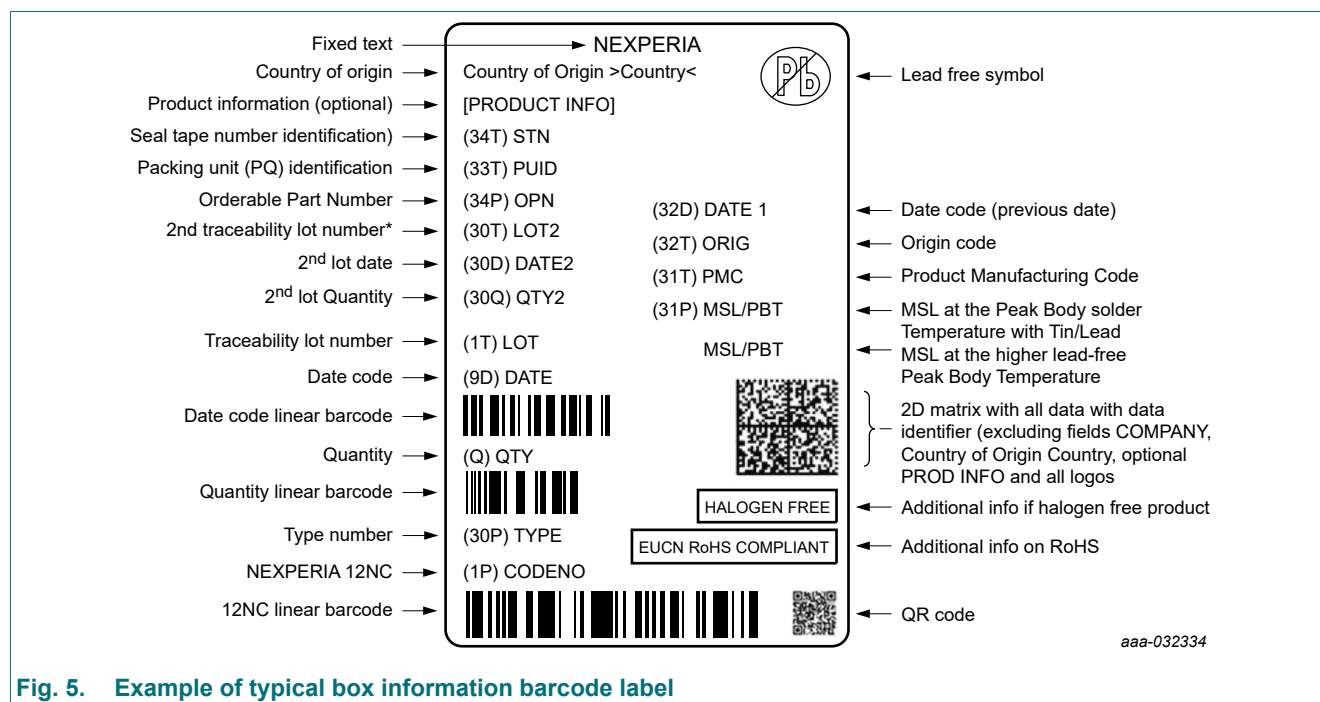 Fixed text
Country of origin
Product information (optional)
Seal tape number identification)
Packing unit (PQ) identification
Orderable Part Number
2nd traceability lot number*
2nd lot date
2nd lot Quantity
Traceability lot number
Date code
Date code linear barcode
Quantity
Quantity linear barcode
Type number
NEXPERIA 12NC
12NC linear barcode
NEXPERIA
Country of Origin >Country<
Pb
[PRODUCT INFO]
(34T) STN
(33T) PUID
(34P) OPN
(30T) LOT2
(30D) DATE2
(30Q) QTY2
(1T) LOT
(9D) DATE
(Q) QTY
(30P) TYPE
(1P) CODENO
(32D) DATE 1
(32T) ORIG
(31T) PMC
(31P) MSL/PBT
MSL/PBT
HALOGEN FREE
EUCN RoHS COMPLIANT
Lead free symbol
Date code (previous date)
Origin code
Product Manufacturing Code
MSL at the Peak Body solder
Temperature with Tin/Lead
MSL at the higher lead-free
Peak Body Temperature
2D matrix with all data with data
identifier (excluding fields COMPANY,
Country of Origin Country, optional
PROD INFO and all logos
Additional info if halogen free product
Additional info on RoHS
QR code
aaa-032334
Fig. 5. Example of typical box information barcode label